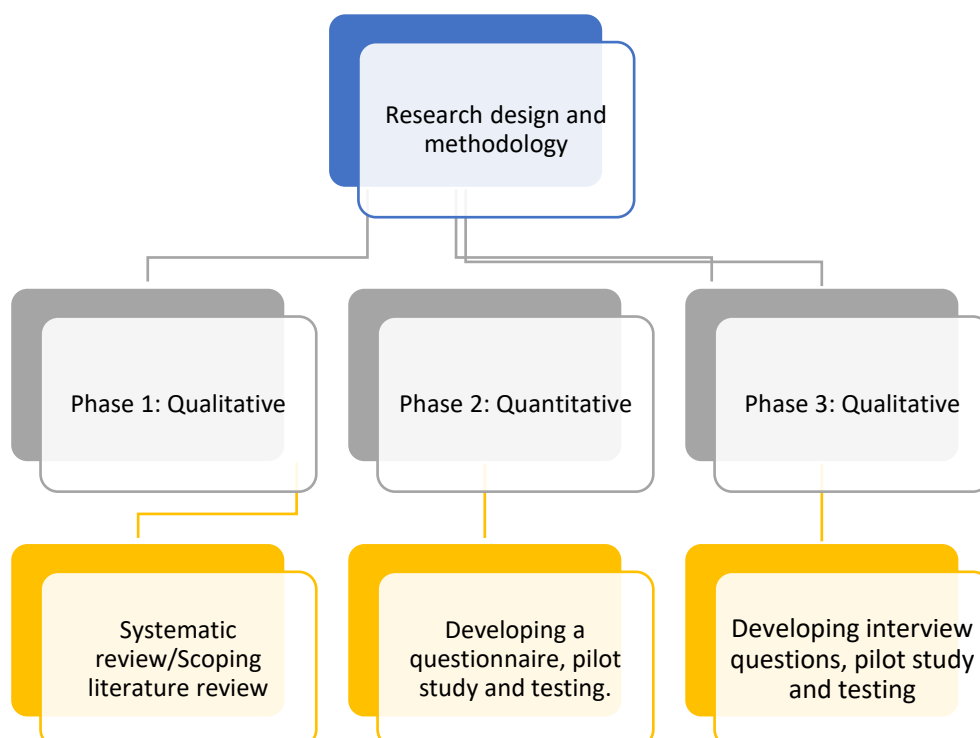 Research design and
methodology
Phase 1: Qualitative
Phase 2: Quantitative
Phase 3: Qualitative
Systematic
review/Scoping
literature review
Developing a
questionnaire, pilot
study and testing.
Developing interview
questions, pilot study
and testing